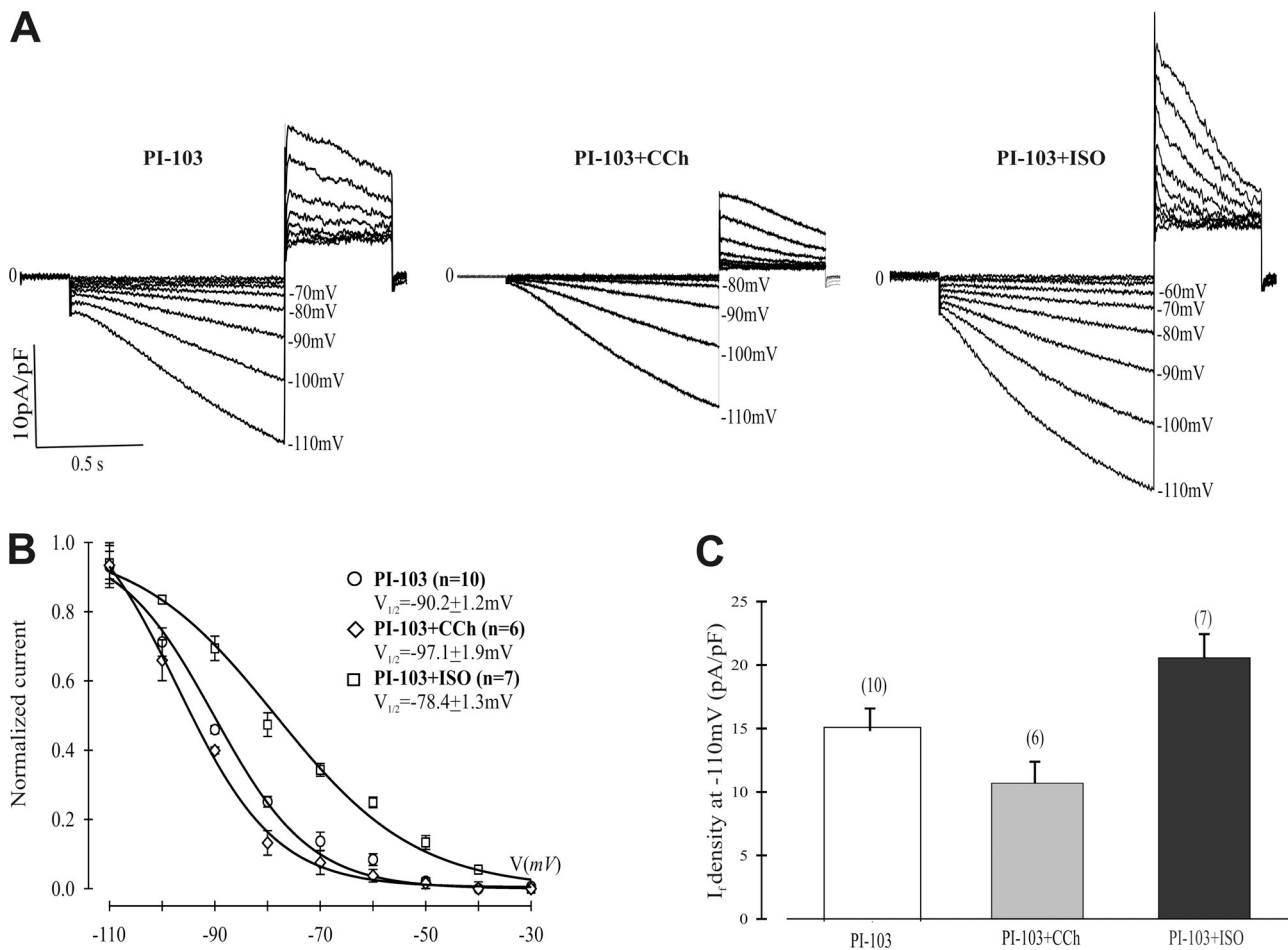 A
PI-103
PI-103+CCh
PI-103+ISO
0
-70mV
-80mV
-90mV
-100mV
-110mV
10pA/pF
0.5 s
0
-80mV
-90mV
-100mV
-110mV
0
-60mV
-70mV
-80mV
-90mV
-100mV
-110mV
B
Normalized current
1.0
0.8
0.6
0.4
0.2
0.0
-110
-90
-70
-50
-30
V(mV)
PI-103 (n=10)
V1/2=-90.2±1.2mV
PI-103+CCh (n=6)
V1/2=-97.1±1.9mV
PI-103+ISO (n=7)
V1/2=-78.4±1.3mV
C
If density at -110mV (pA/pF)
25
20
15
10
5
0
(10)
(6)
(7)
PI-103
PI-103+CCh
PI-103+ISO